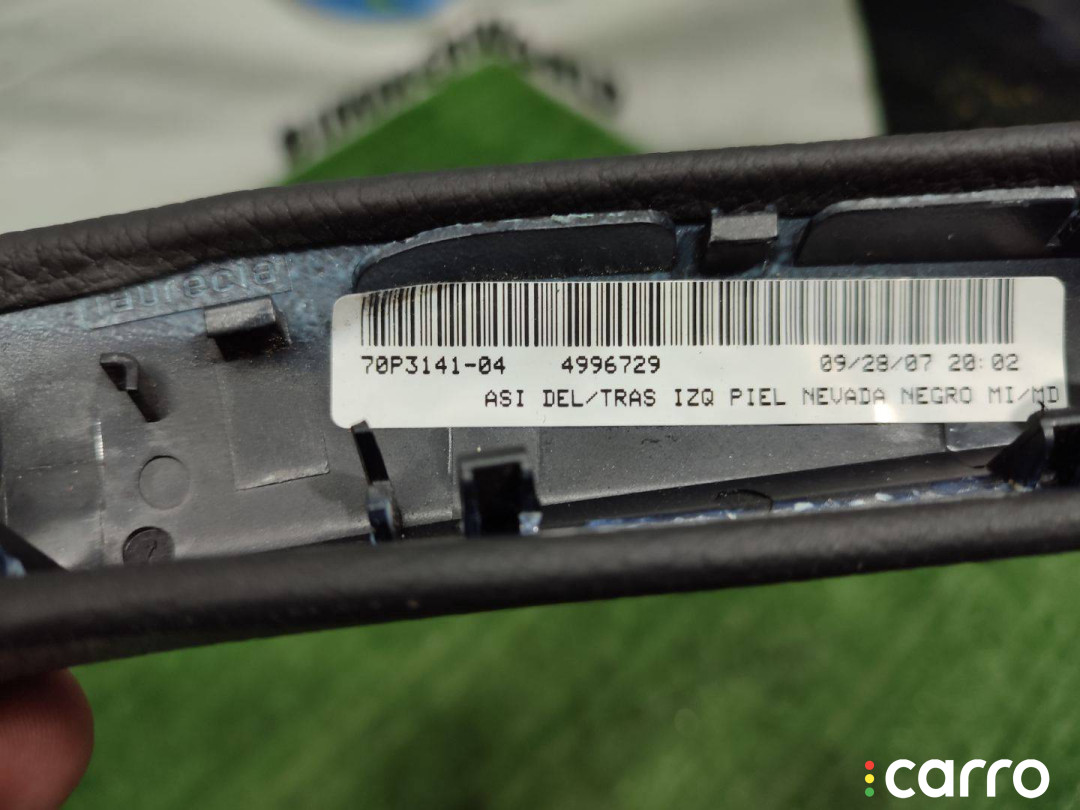 faurecia
70P3141-04 4996729 09/28/07 20:02
ASI DEL/TRAS IZQ PIEL NEVADA NEGRO MI/MD
carro